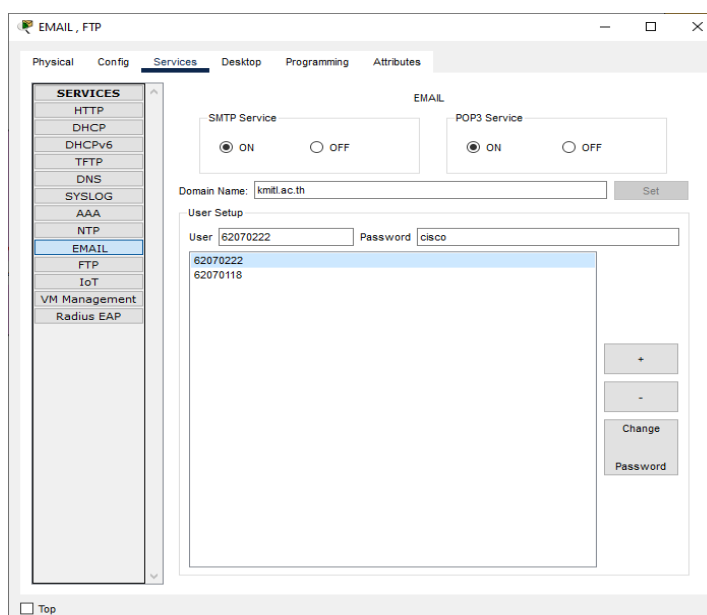 EMAIL , FTP
Physical Config Services Desktop Programming Attributes
SERVICES
HTTP
DHCP
DHCPv6
TFTP
DNS
SYSLOG
AAA
NTP
EMAIL
FTP
IoT
VM Management
Radius EAP
EMAIL
SMTP Service
ON OFF
POP3 Service
ON OFF
Domain Name: kmitl.ac.th Set
User Setup
User 62070222 Password cisco
62070222
62070118
+
-
Change
Password
Top